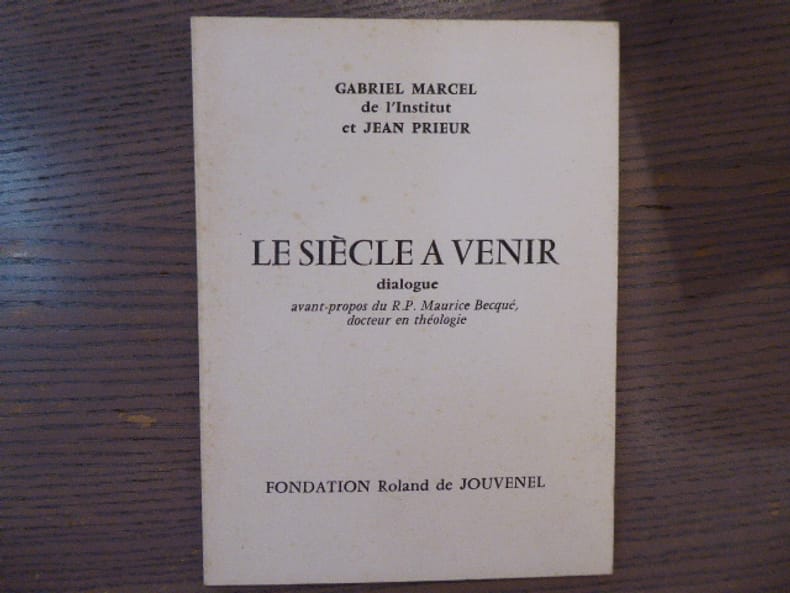 GABRIEL MARCEL
de l'Institut
et JEAN PRIEUR
LE SIÈCLE A VENIR
dialogue
avant-propos du R.P. Maurice Becqué,
docteur en théologie
FONDATION Roland de JOUVENEL